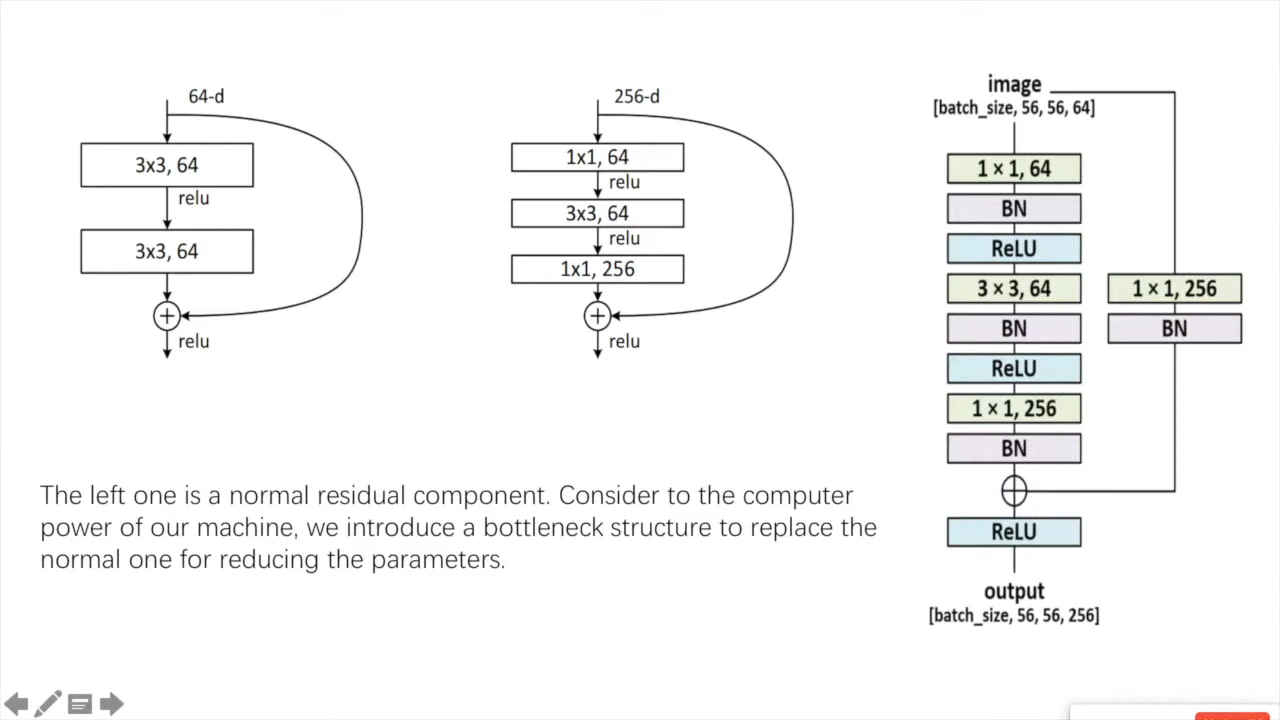 64-d
3x3, 64
relu
3x3, 64
relu
256-d
1x1, 64
relu
3x3, 64
relu
1x1, 256
relu
image
[batch_size, 56, 56, 64]
1 × 1, 64
BN
ReLU
3 × 3, 64
BN
ReLU
1 × 1, 256
BN
1 × 1, 256
BN
ReLU
output
[batch_size, 56, 56, 256]
The left one is a normal residual component. Consider to the computer
power of our machine, we introduce a bottleneck structure to replace the
normal one for reducing the parameters.